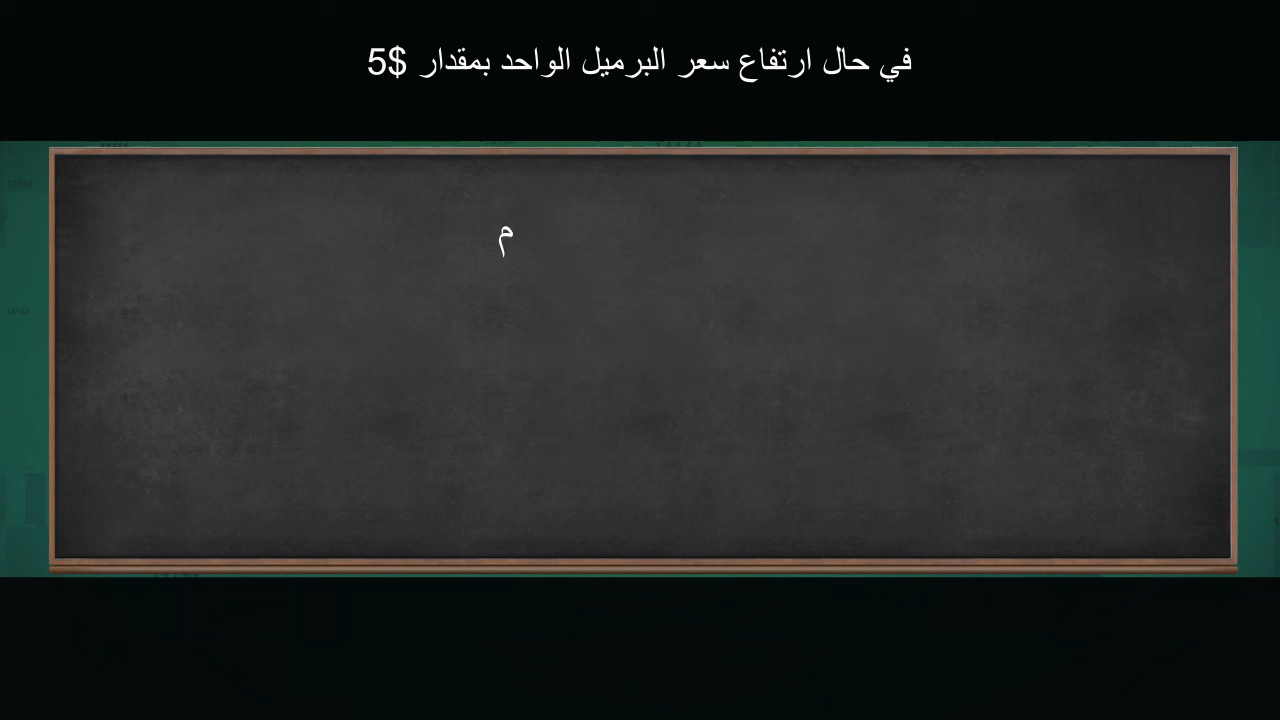 في حال ارتفاع سعر البرميل الواحد بمقدار 5$
م